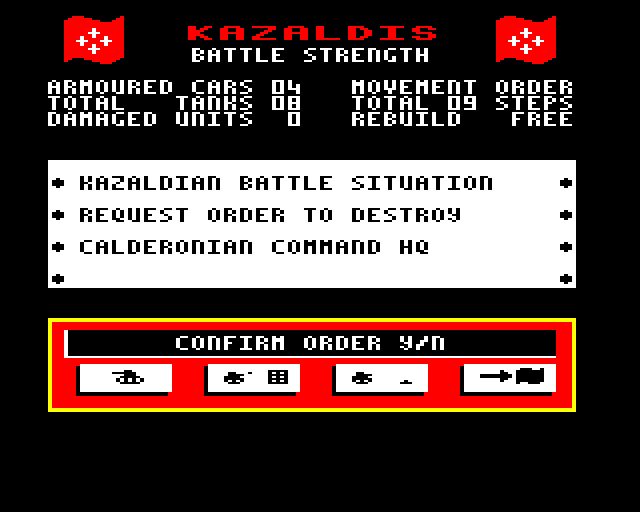 KAZALDIS
BATTLE STRENGTH
ARMOURED CARS 04 MOVEMENT ORDER
TOTAL TANKS 08 TOTAL 09 STEPS
DAMAGED UNITS 0 REBUILD FREE
KAZALDIAN BATTLE SITUATION
REQUEST ORDER TO DESTROY
CALDERONIAN COMMAND HQ
CONFIRM ORDER Y/N